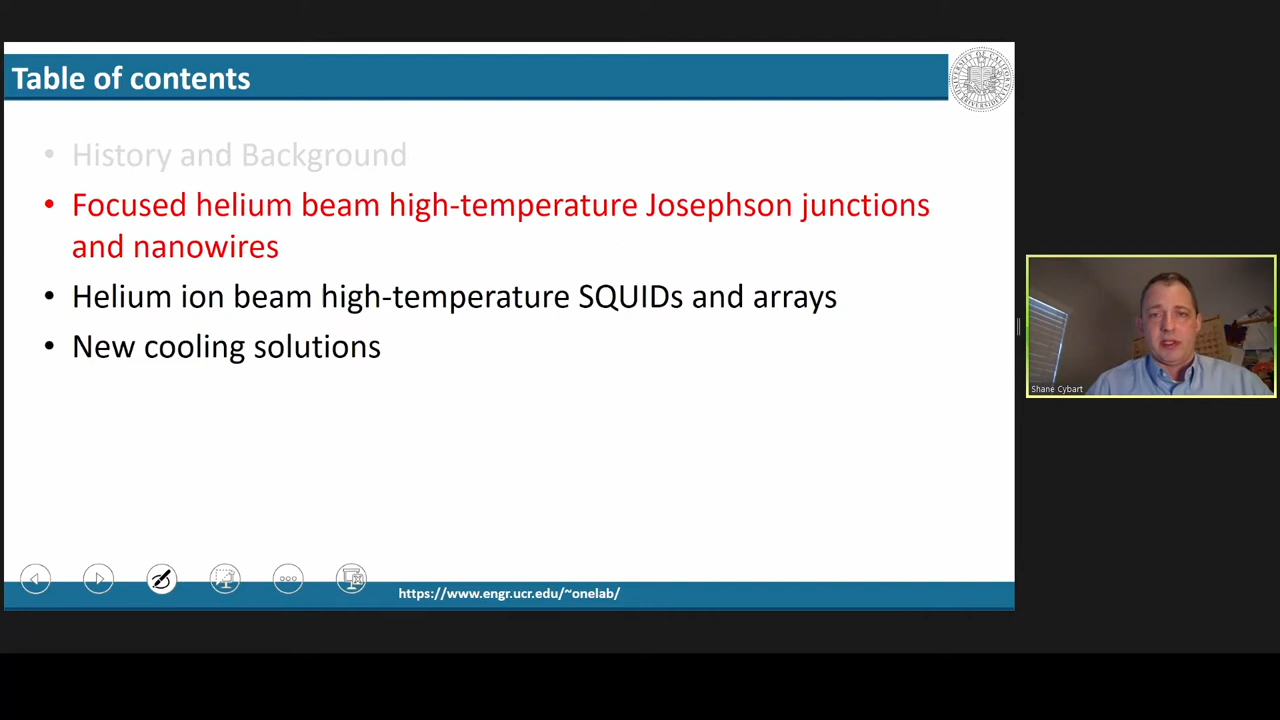 Table of contents
• History and Background
• Focused helium beam high-temperature Josephson junctions
and nanowires
• Helium ion beam high-temperature SQUIDs and arrays
• New cooling solutions
Shane Cybart
https://www.engr.ucr.edu/~onelab/